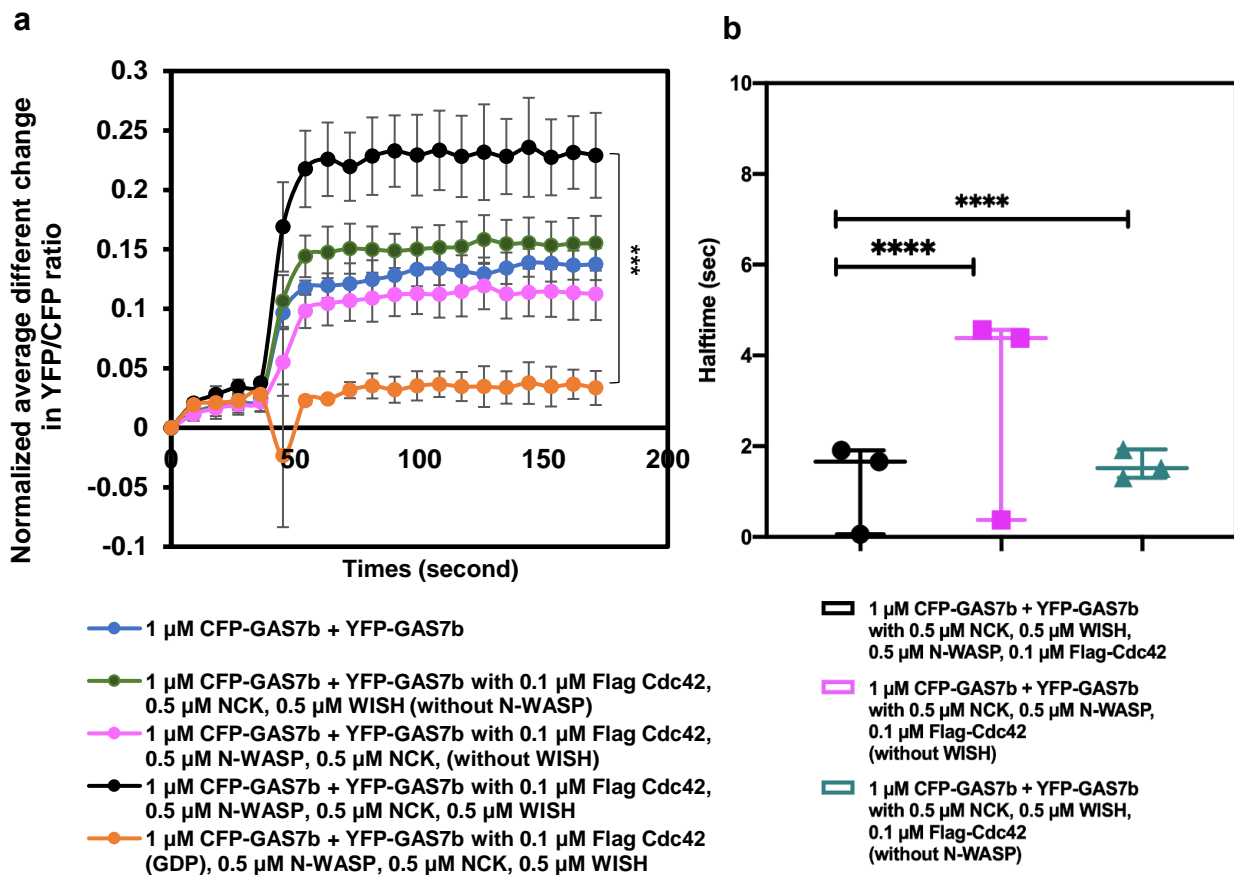 a
Normalized average different change
in YFP/CFP ratio
0.3
0.25
0.2
0.15
0.1
0.05
0
-0.05
-0.1
0
50
100
150
200
***
Times (second)
1 µM CFP-GAS7b + YFP-GAS7b
1 µM CFP-GAS7b + YFP-GAS7b with 0.1 µM Flag Cdc42,
0.5 µM NCK, 0.5 µM WISH (without N-WASP)
1 µM CFP-GAS7b + YFP-GAS7b with 0.1 µM Flag Cdc42,
0.5 µM N-WASP, 0.5 µM NCK, (without WISH)
1 µM CFP-GAS7b + YFP-GAS7b with 0.1 µM Flag Cdc42,
0.5 µM N-WASP, 0.5 µM NCK, 0.5 µM WISH
1 µM CFP-GAS7b + YFP-GAS7b with 0.1 µM Flag Cdc42
(GDP), 0.5 µM N-WASP, 0.5 µM NCK, 0.5 µM WISH
b
Halftime (sec)
10
8
6
4
2
0
****
****
1 µM CFP-GAS7b + YFP-GAS7b
with 0.5 µM NCK, 0.5 µM WISH,
0.5 µM N-WASP, 0.1 µM Flag-Cdc42
1 µM CFP-GAS7b + YFP-GAS7b
with 0.5 µM NCK, 0.5 µM N-WASP,
0.1 µM Flag-Cdc42
(without WISH)
1 µM CFP-GAS7b + YFP-GAS7b
with 0.5 µM NCK, 0.5 µM WISH,
0.1 µM Flag-Cdc42
(without N-WASP)